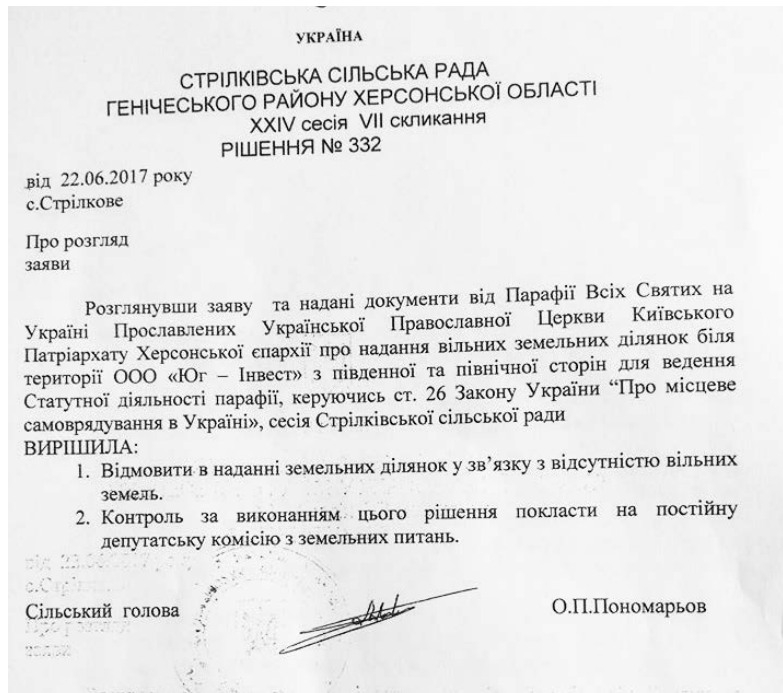 УКРАЇНА
СТРІЛКІВСЬКА СІЛЬСЬКА РАДА
ГЕНІЧЕСЬКОГО РАЙОНУ ХЕРСОНСЬКОЇ ОБЛАСТІ
XXIV сесія VII скликання
РІШЕННЯ № 332
від 22.06.2017 року
с.Стрілкове
Про розгляд
заяви
Розглянувши заяву та надані документи від Парафії Всіх Святих на
Україні Прославлених Української Православної Церкви Київського
Патріархату Херсонської єпархії про надання вільних земельних ділянок біля
території ООО «Юг – Інвест» з південної та північної сторін для ведення
Статутної діяльності парафії, керуючись ст. 26 Закону України “Про місцеве
самоврядування в Україні», сесія Стрілківської сільської ради
ВИРІШИЛА:
1. Відмовити в наданні земельних ділянок у зв’язку з відсутністю вільних
земель.
2. Контроль за виконанням цього рішення покласти на постійну
депутатську комісію з земельних питань.
Сільський голова О.П.Пономарьов